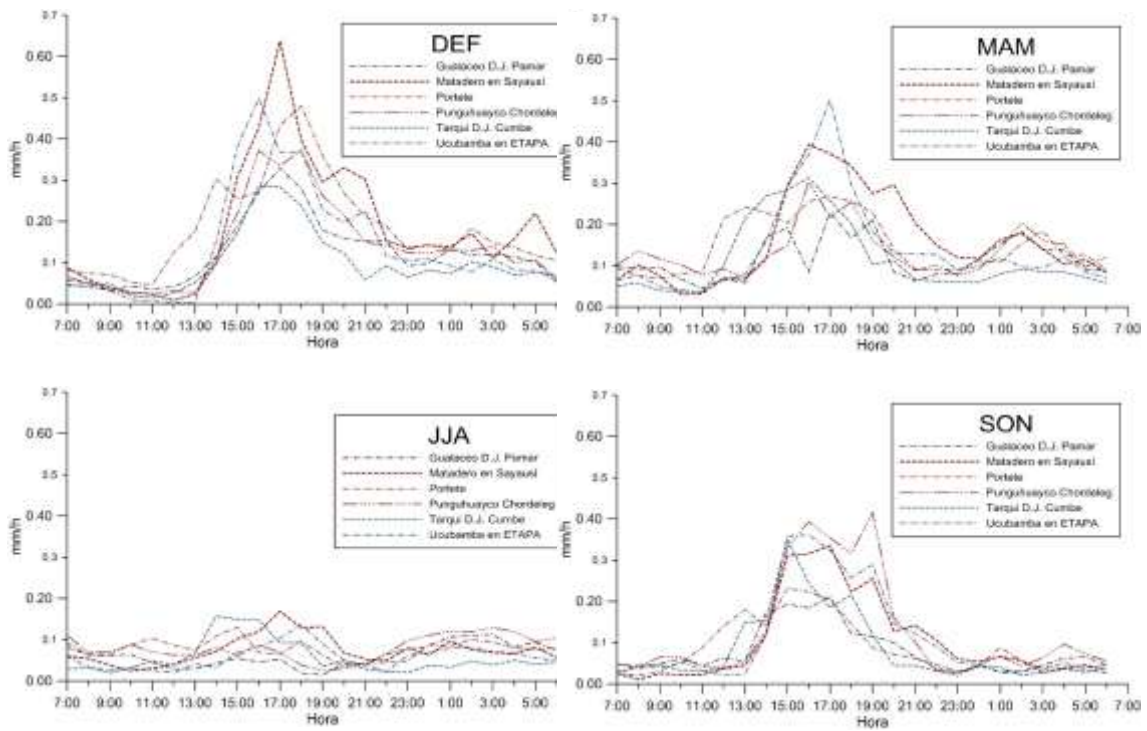 0.7
0.60
0.5
0.40
0.3
0.20
0.1
0.00
mm/h
7:00 9:00 11:00 13:00 15:00 17:00 19:00 21:00 23:00 1:00 3:00 5:00
Hora
DEF
Gualaceo D.J. Pamar
Matadero en Sayausí
Portete
Punguhuayco Chordeleg
Tarqui D.J. Cumbe
Ucubamba en ETAPA
0.7
0.60
0.5
0.40
0.3
0.20
0.1
0.00
mm/h
7:00 9:00 11:00 13:00 15:00 17:00 19:00 21:00 23:00 1:00 3:00 5:00 7:00
Hora
MAM
Gualaceo D.J. Pamar
Matadero en Sayausí
Portete
Punguhuayco Chordeleg
Tarqui D.J. Cumbe
Ucubamba en ETAPA
0.7
0.60
0.5
0.40
0.3
0.20
0.1
0.00
mm/h
7:00 9:00 11:00 13:00 15:00 17:00 19:00 21:00 23:00 1:00 3:00 5:00
Hora
JJA
Gualaceo D.J. Pamar
Matadero en Sayausí
Portete
Punguhuayco Chordeleg
Tarqui D.J. Cumbe
Ucubamba en ETAPA
0.7
0.60
0.5
0.40
0.3
0.20
0.1
0.00
mm/h
7:00 9:00 11:00 13:00 15:00 17:00 19:00 21:00 23:00 1:00 3:00 5:00 7:00
Hora
SON
Gualaceo D.J. Pamar
Matadero en Sayausí
Portete
Punguhuayco Chordeleg
Tarqui D.J. Cumbe
Ucubamba en ETAPA